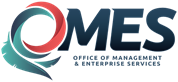 OMES
OFFICE OF MANAGEMENT
& ENTERPRISE SERVICES